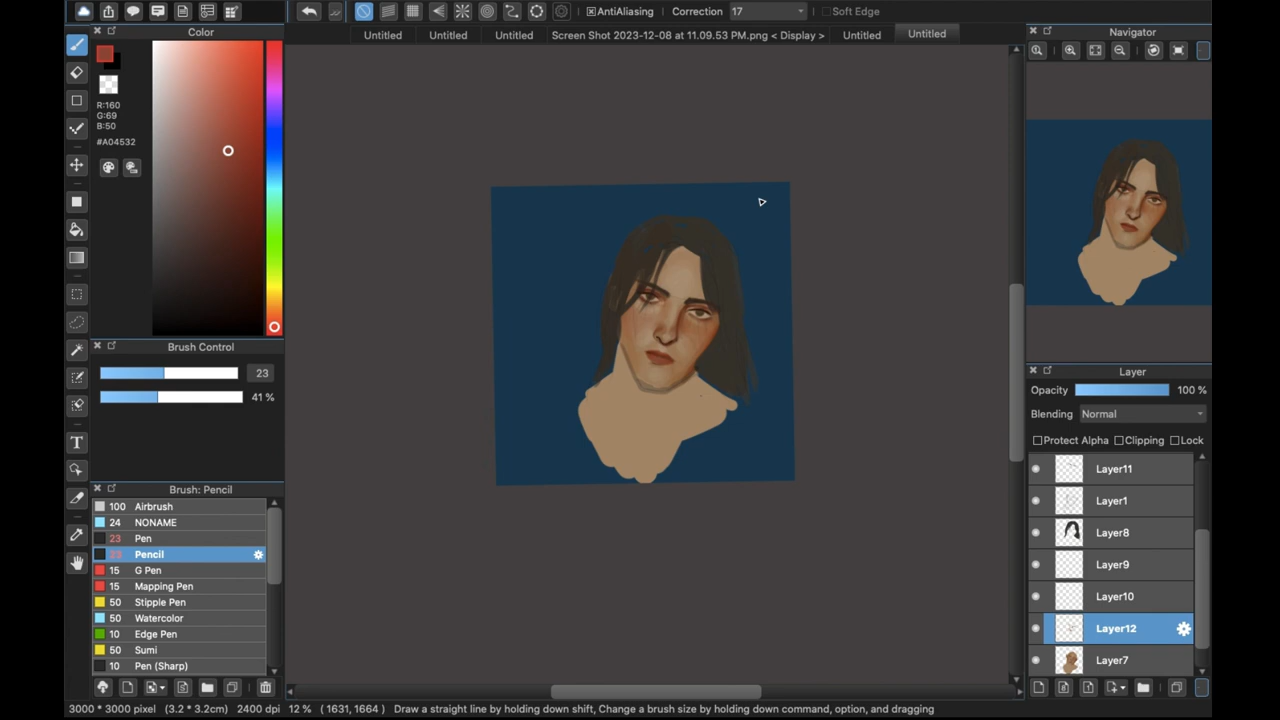 AntiAliasing Correction 17 Soft Edge
Untitled Untitled Untitled Screen Shot 2023-12-08 at 11.09.53 PM.png < Display > Untitled Untitled
Color
R:160
G:69
B:50
#A04532
Brush Control
23
41 %
Brush: Pencil
100 Airbrush
24 NONAME
23 Pen
23 Pencil
15 G Pen
15 Mapping Pen
50 Stipple Pen
50 Watercolor
10 Edge Pen
50 Sumi
10 Pen (Sharp)
Navigator
Layer
Opacity 100 %
Blending Normal
Protect Alpha Clipping Lock
Layer11
Layer1
Layer8
Layer9
Layer10
Layer12
Layer7
T
3000 * 3000 pixel (3.2 * 3.2cm) 2400 dpi 12 % ( 1631, 1664 ) Draw a straight line by holding down shift, Change a brush size by holding down command, option, and dragging